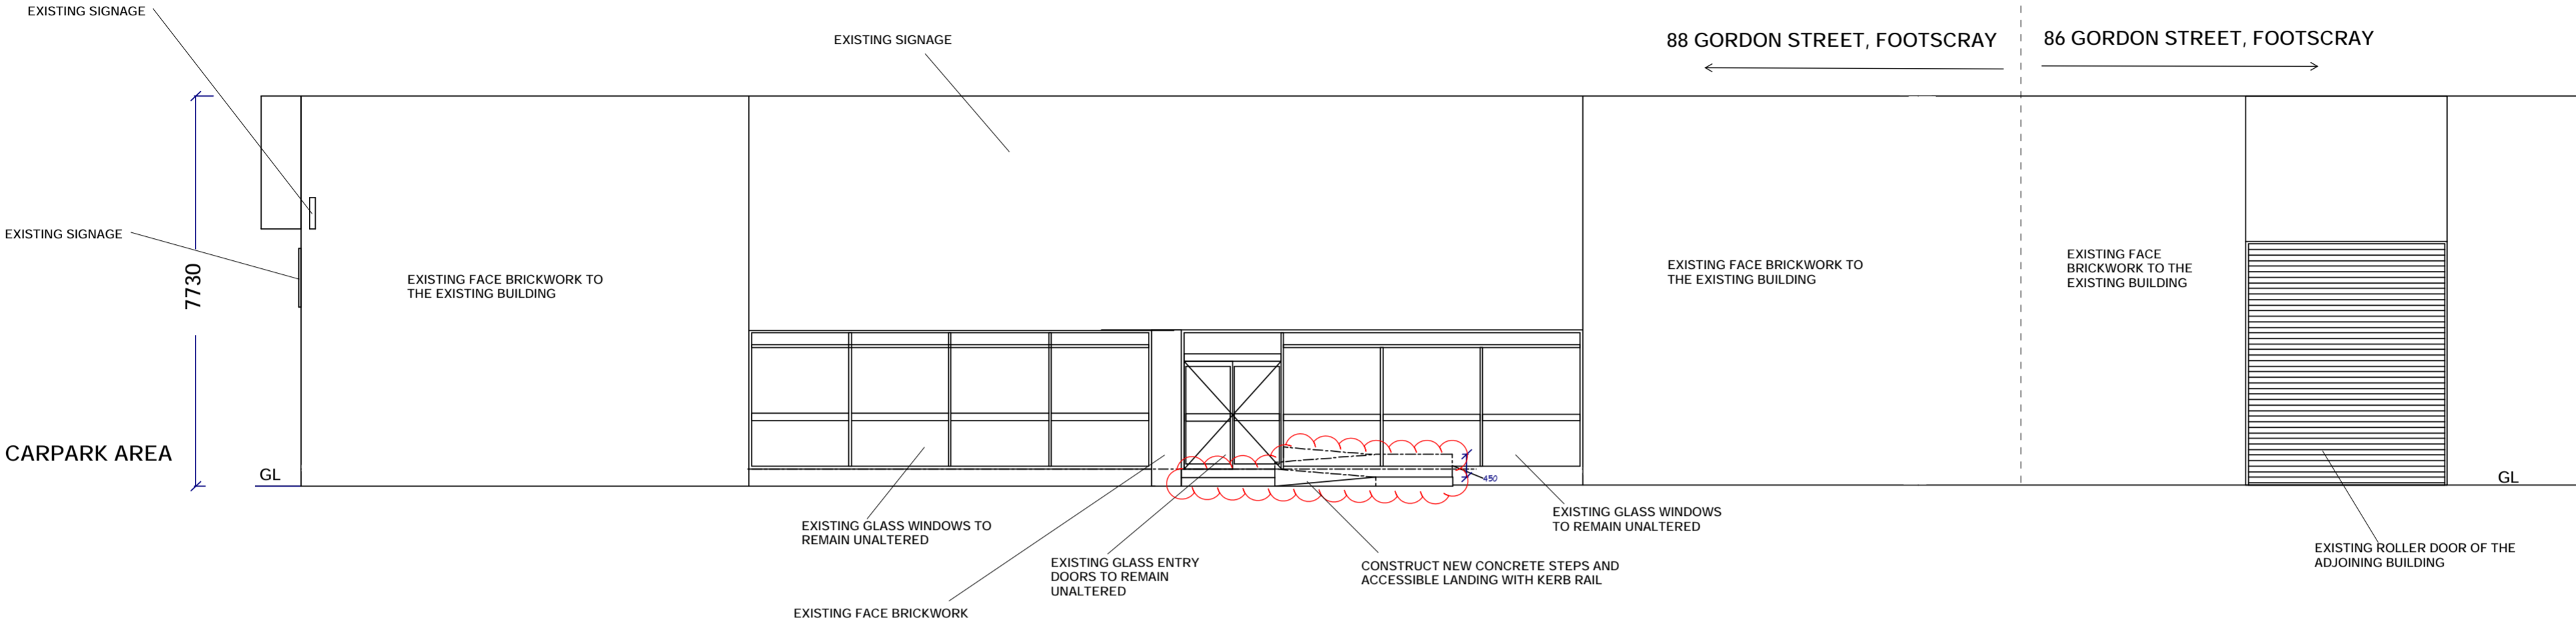 EXISTING SIGNAGE
EXISTING SIGNAGE
88 GORDON STREET, FOOTSCRAY
86 GORDON STREET, FOOTSCRAY
EXISTING SIGNAGE
7730
EXISTING FACE BRICKWORK TO
THE EXISTING BUILDING
EXISTING FACE BRICKWORK TO
THE EXISTING BUILDING
EXISTING FACE
BRICKWORK TO THE
EXISTING BUILDING
CARPARK AREA
GL
450
GL
EXISTING GLASS WINDOWS TO
REMAIN UNALTERED
EXISTING GLASS WINDOWS
TO REMAIN UNALTERED
EXISTING GLASS ENTRY
DOORS TO REMAIN
UNALTERED
CONSTRUCT NEW CONCRETE STEPS AND
ACCESSIBLE LANDING WITH KERB RAIL
EXISTING ROLLER DOOR OF THE
ADJOINING BUILDING
EXISTING FACE BRICKWORK